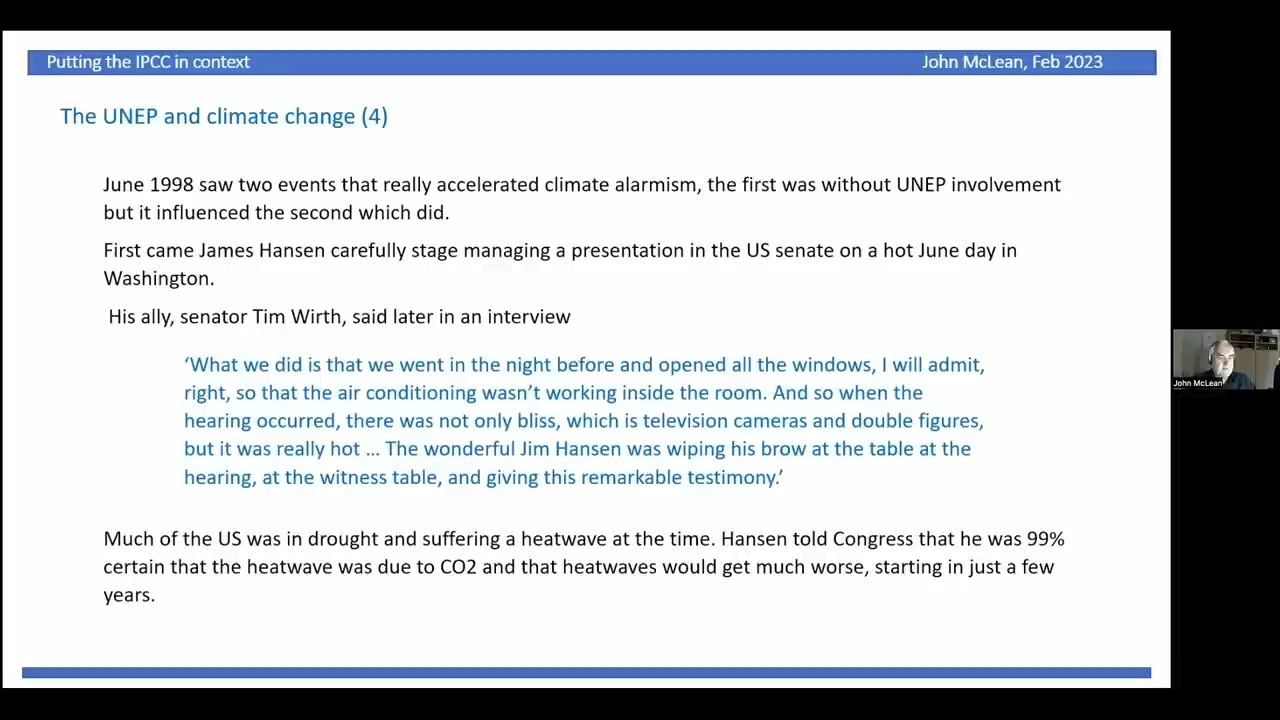 Putting the IPCC in context
John McLean, Feb 2023
The UNEP and climate change (4)
June 1998 saw two events that really accelerated climate alarmism, the first was without UNEP involvement
but it influenced the second which did.
First came James Hansen carefully stage managing a presentation in the US senate on a hot June day in
Washington.
His ally, senator Tim Wirth, said later in an interview
‘What we did is that we went in the night before and opened all the windows, I will admit,
right, so that the air conditioning wasn’t working inside the room. And so when the
hearing occurred, there was not only bliss, which is television cameras and double figures,
but it was really hot ... The wonderful Jim Hansen was wiping his brow at the table at the
hearing, at the witness table, and giving this remarkable testimony.’
Much of the US was in drought and suffering a heatwave at the time. Hansen told Congress that he was 99%
certain that the heatwave was due to CO2 and that heatwaves would get much worse, starting in just a few
years.
John McLean